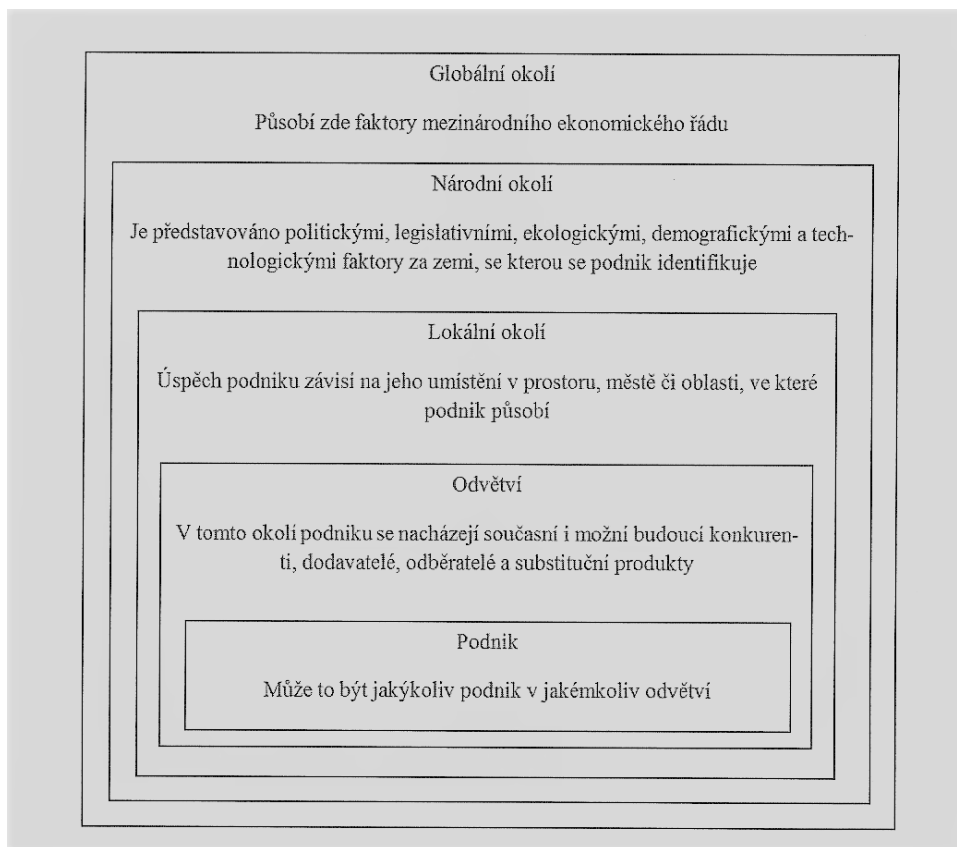 Globální okolí
Působí zde faktory mezinárodního ekonomického řádu
Národní okolí
Je představováno politickými, legislativními, ekologickými, demografickými a tech-
nologickými faktory za zemi, se kterou se podnik identifikuje
Lokální okolí
Úspěch podniku závisí na jeho umístění v prostoru, městě či oblasti, ve které
podnik působí
Odvětví
V tomto okolí podniku se nacházejí současní i možní budoucí konkuren-
ti, dodavatelé, odběratelé a substituční produkty
Podnik
Může to být jakýkoliv podnik v jakémkoliv odvětví